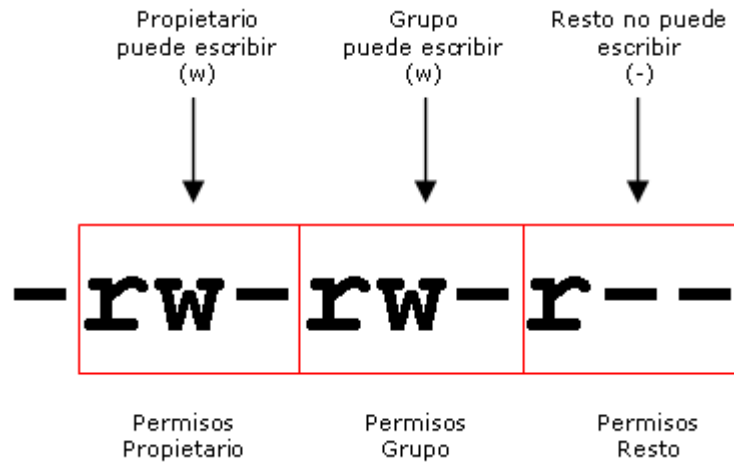 Propietario
puede escribir
(w)
Grupo
puede escribir
(w)
Resto no puede
escribir
(-)
-rw-rw-r--
Permisos
Propietario
Permisos
Grupo
Permisos
Resto